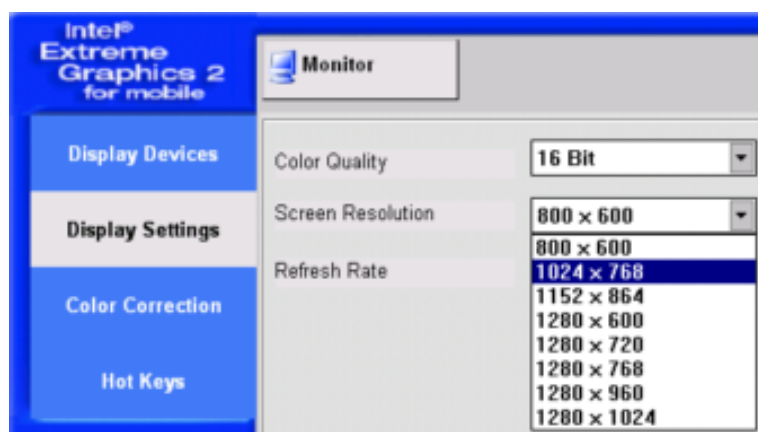 Intel®
Extreme
Graphics 2
for mobile
Monitor
Display Devices
Display Settings
Color Correction
Hot Keys
Color Quality
16 Bit
Screen Resolution
800 x 600
Refresh Rate
800 x 600
1024 x 768
1152 x 864
1280 x 600
1280 x 720
1280 x 768
1280 x 960
1280 x 1024